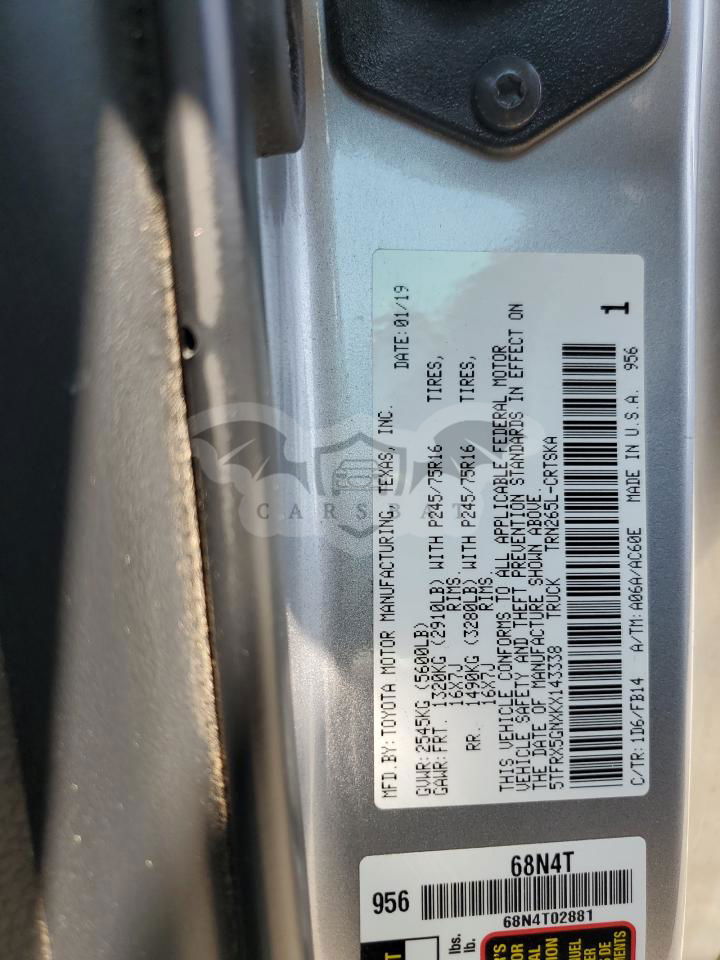 MFD.BY:TOYOTA MOTOR MANUFACTURING, TEXAS, INC. DATE:01/19
GVWR:2545KG (5600LB)
GAWR:FRT. 1320KG (2910LB) WITH P245/75R16 TIRES,
16X7J RIMS.
RR. 1490KG (3280LB) WITH P245/75R16 TIRES,
16X7J RIMS.
THIS VEHICLE CONFORMS TO ALL APPLICABLE FEDERAL MOTOR
VEHICLE SAFETY AND THEFT PREVENTION STANDARDS IN EFFECT ON
THE DATE OF MANUFACTURE SHOWN ABOVE.
5TFRX5GNXKX143338 TRUCK TRN265L-CRTSKA
1
C/TR:1D6/FB14 A/TM:A06A/AC60E MADE IN U.S.A. 956
CARSBAT
68N4T
956
68N4T02881
lbs.
lb.